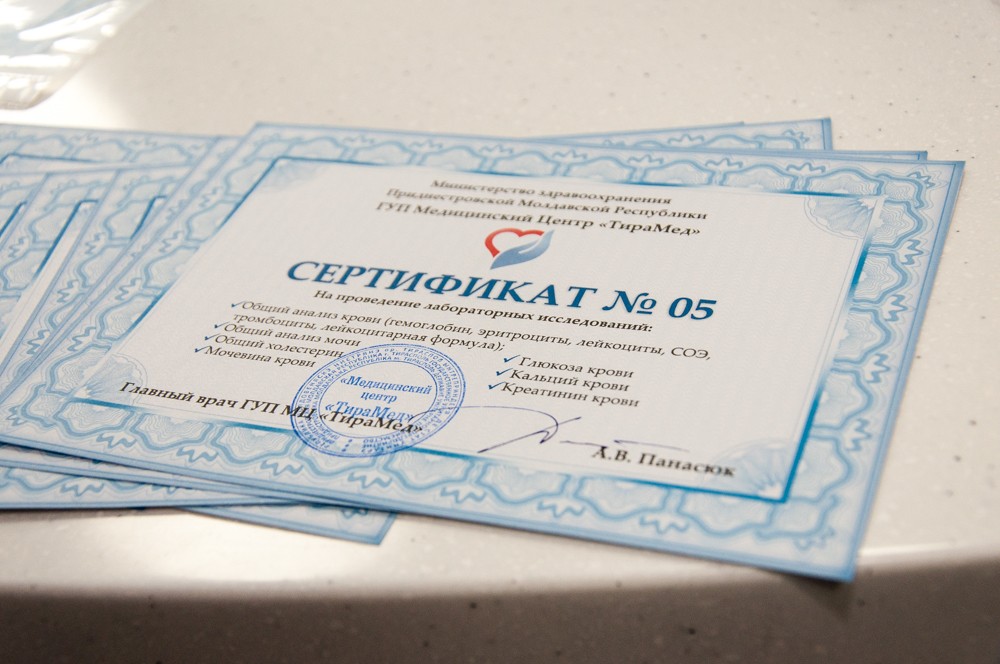 Министерство здравоохранения
Приднестровской Молдавской Республики
ГУП Медицинский Центр «ТираМед»
СЕРТИФИКАТ № 05
На проведение лабораторных исследований:
Общий анализ крови (гемоглобин, эритроциты, лейкоциты, СОЭ,
тромбоциты, лейкоцитарная формула);
Общий анализ мочи
Общий холестерин
Мочевина крови
Глюкоза крови
Кальций крови
Креатинин крови
Главный врач ГУП МЦ «ТираМед»
А.В. Панасюк
«Медицинский
центр
«ТираМед»